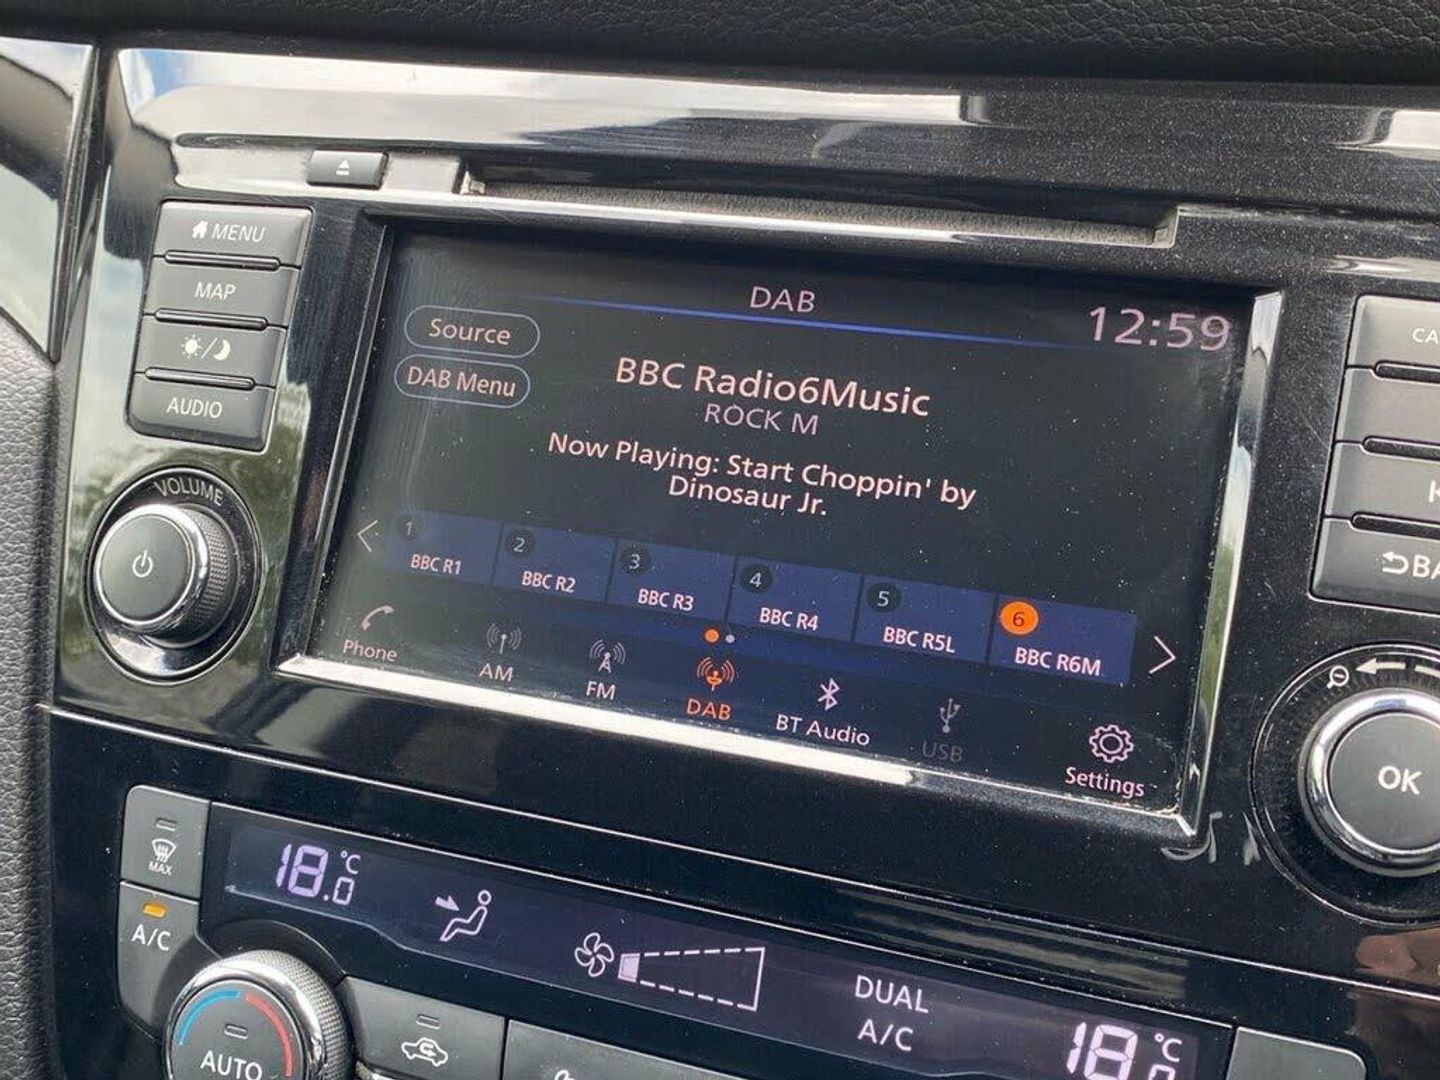 MENU
MAP
AUDIO
VOLUME
DAB
12:59
Source
DAB Menu
BBC Radio6Music
ROCK M
Now Playing: Start Choppin' by
Dinosaur Jr.
1
BBC R1
2
BBC R2
3
BBC R3
4
BBC R4
5
BBC R5L
6
BBC R6M
Phone
AM
FM
DAB
BT Audio
USB
Settings
OK
MAX
A/C
18.0 °C
DUAL
A/C
AUTO